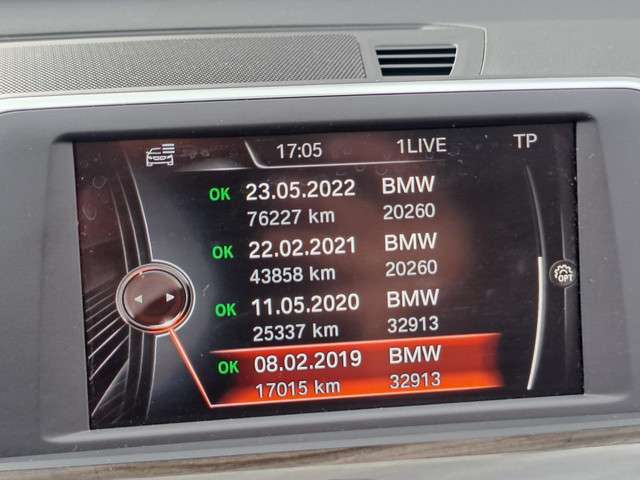 17:05 1LIVE TP
OK 23.05.2022 BMW
76227 km 20260
OK 22.02.2021 BMW
43858 km 20260
OK 11.05.2020 BMW
25337 km 32913
OK 08.02.2019 BMW
17015 km 32913
OPT